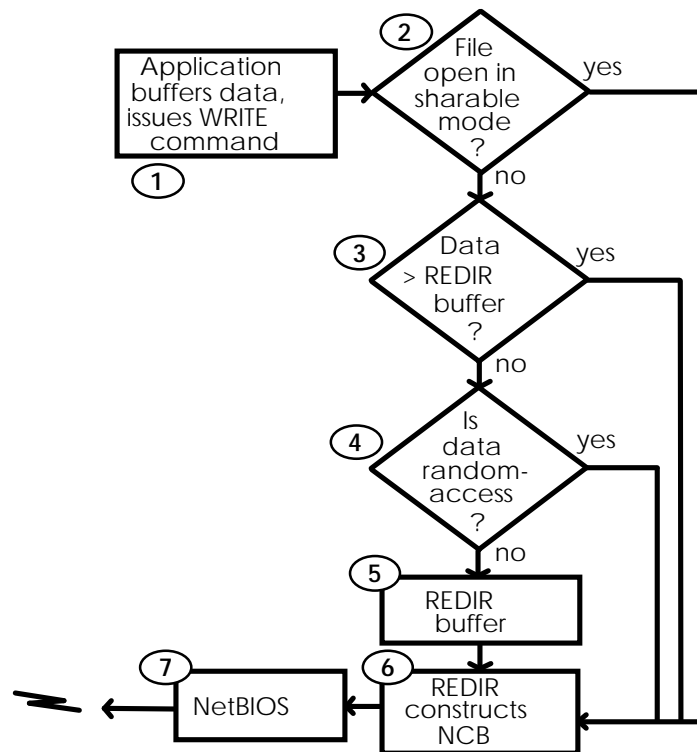 1
Application
buffers data,
issues WRITE
command
2
File
open in
sharable
mode
?
yes
no
3
Data
> REDIR
buffer
?
yes
no
4
Is
data
random-
access
?
yes
no
5
REDIR
buffer
6
REDIR
constructs
NCB
7
NetBIOS